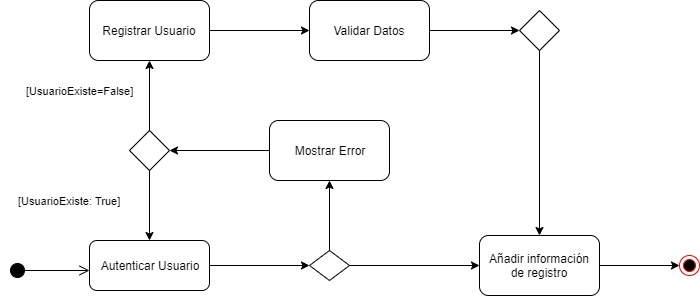 Registrar Usuario
Validar Datos
[UsuarioExiste=False]
Mostrar Error
[UsuarioExiste: True]
Autenticar Usuario
Añadir información
de registro